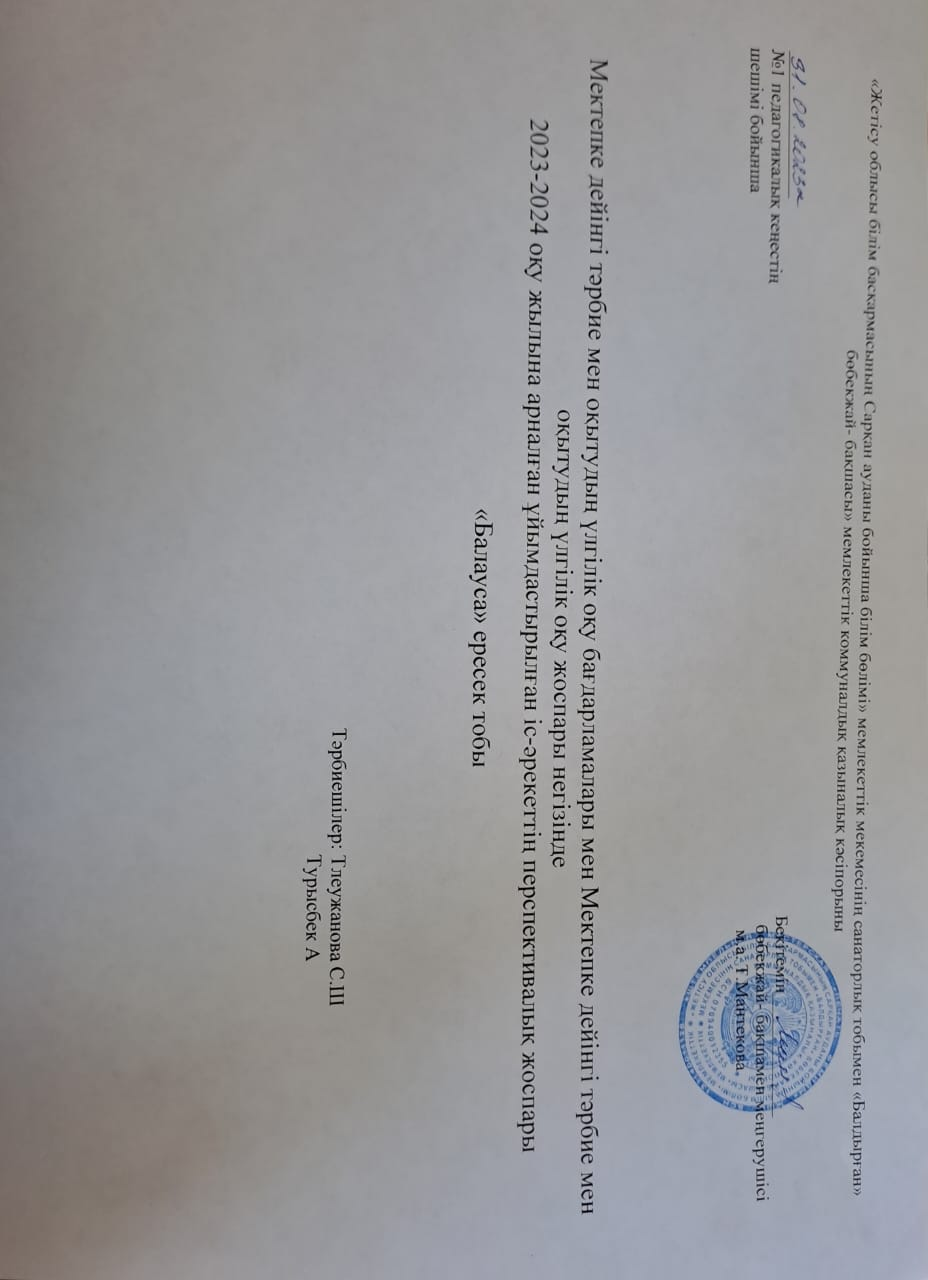 «Жетісу облысы білім басқармасының Сарқан ауданы бойынша білім бөлімі» мемлекеттік мекемесінің санаторлық тобымен «Балдырған»
бөбекжай- бақшасы» мемлекеттік коммуналдық қазыналық кәсіпорыны
31.08.2023ж
№1 педагогикалық кеңестің
шешімі бойынша
Бекітемін
бөбекжай- бақшамен меңгерушісі
м.а. Т.Мантекова.
Мектепке дейінгі тәрбие мен оқытудың үлгілік оқу бағдарламалары мен Мектепке дейінгі тәрбие мен
оқытудың үлгілік оқу жоспары негізінде
2023-2024 оқу жылына арналған ұйымдастырылған іс-әрекеттің перспективалық жоспары
«Балауса» ересек тобы
Тәрбиешілер: Тлеужанова С.Ш
Турысбек А